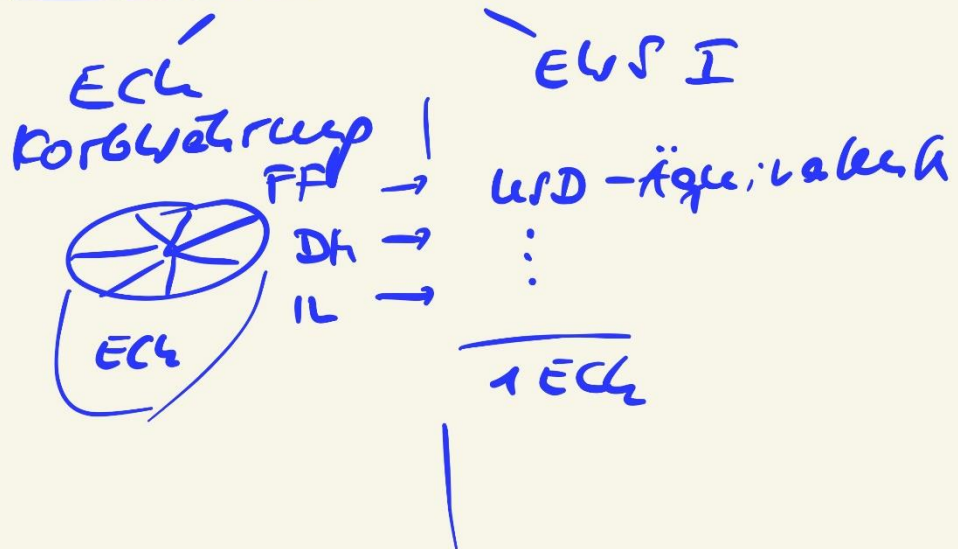 ECU
EWS I
Korbwährung
FF → USD-Äquivalent
DM → :
IL →
ECU
1 ECU